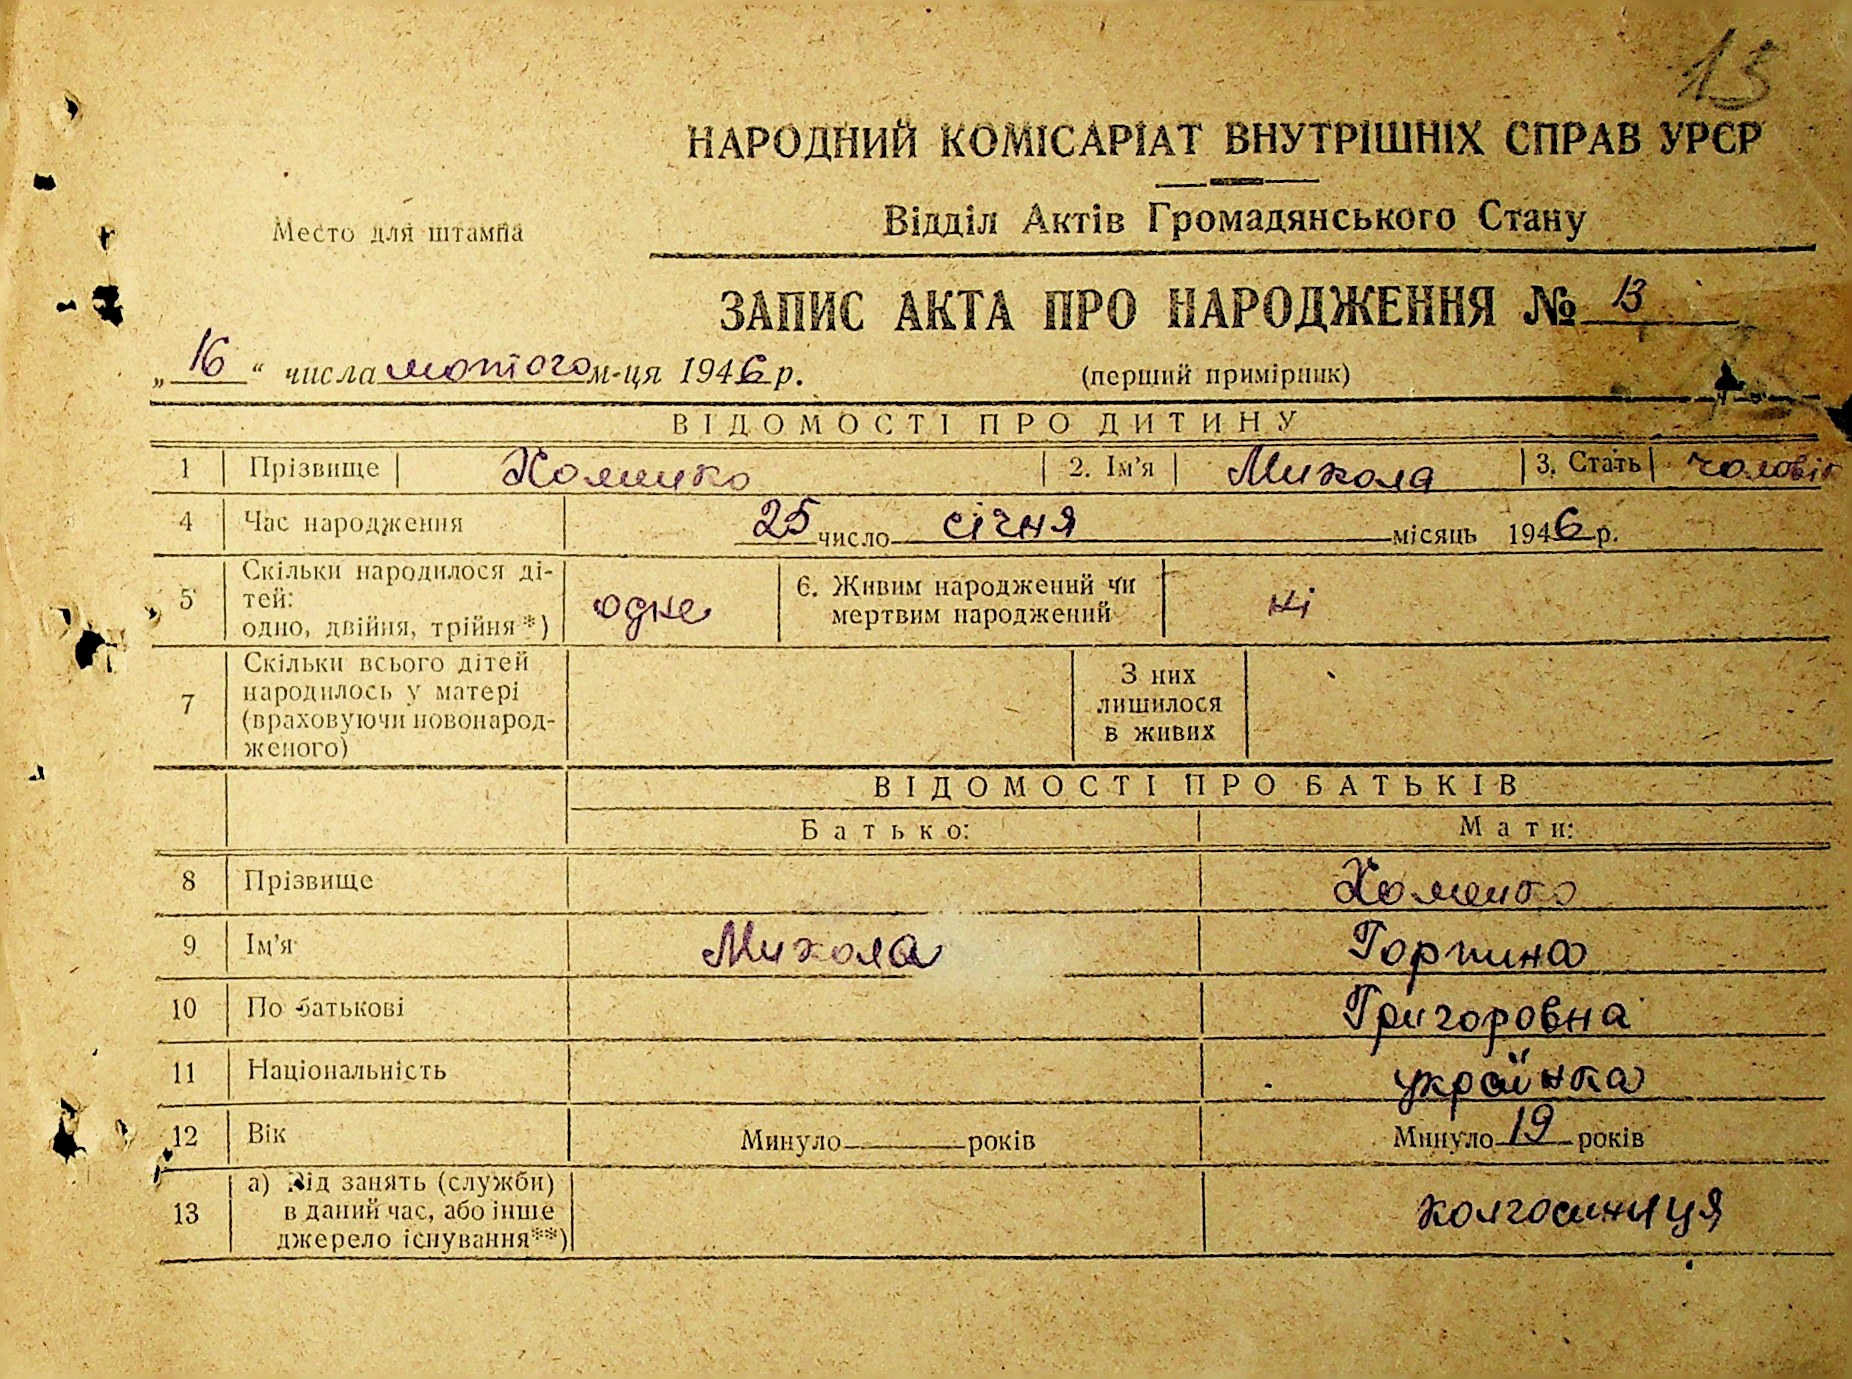 13
НАРОДНИЙ КОМІСАРІАТ ВНУТРІШНІХ СПРАВ УРЄР
Место для штампа
Відділ Актів Громадянського Стану
ЗАПИС АКТА ПРО НАРОДЖЕННЯ № 13
„ 16 “ числа лютого м-ця 1946 р. (перший примірник)
ВІДОМОСТІ ПРО ДИТИНУ
1 Прізвище Хоменко 2. Ім'я Микола 3. Стать чоловік
4 Час народження 25 число січня місяць 1946 р.
5 Скільки народилося ді-
тей:
одно, двійня, трійня*) одне 6. Живим народжений чи
мертвим народжений ні
7 Скільки всього дітей
народилось у матері
(враховуючи новонарод-
женого) З них
лишилося
в живих
ВІДОМОСТІ ПРО БАТЬКІВ
Батько: Мати:
8 Прізвище Хоменко
9 Ім'я Микола Горпина
10 По батькові Григоровна
11 Національність українка
12 Вік Минуло років Минуло 19 років
13 а) Від занять (служби)
в даний час, або інше
джерело існування**) колгоспниця